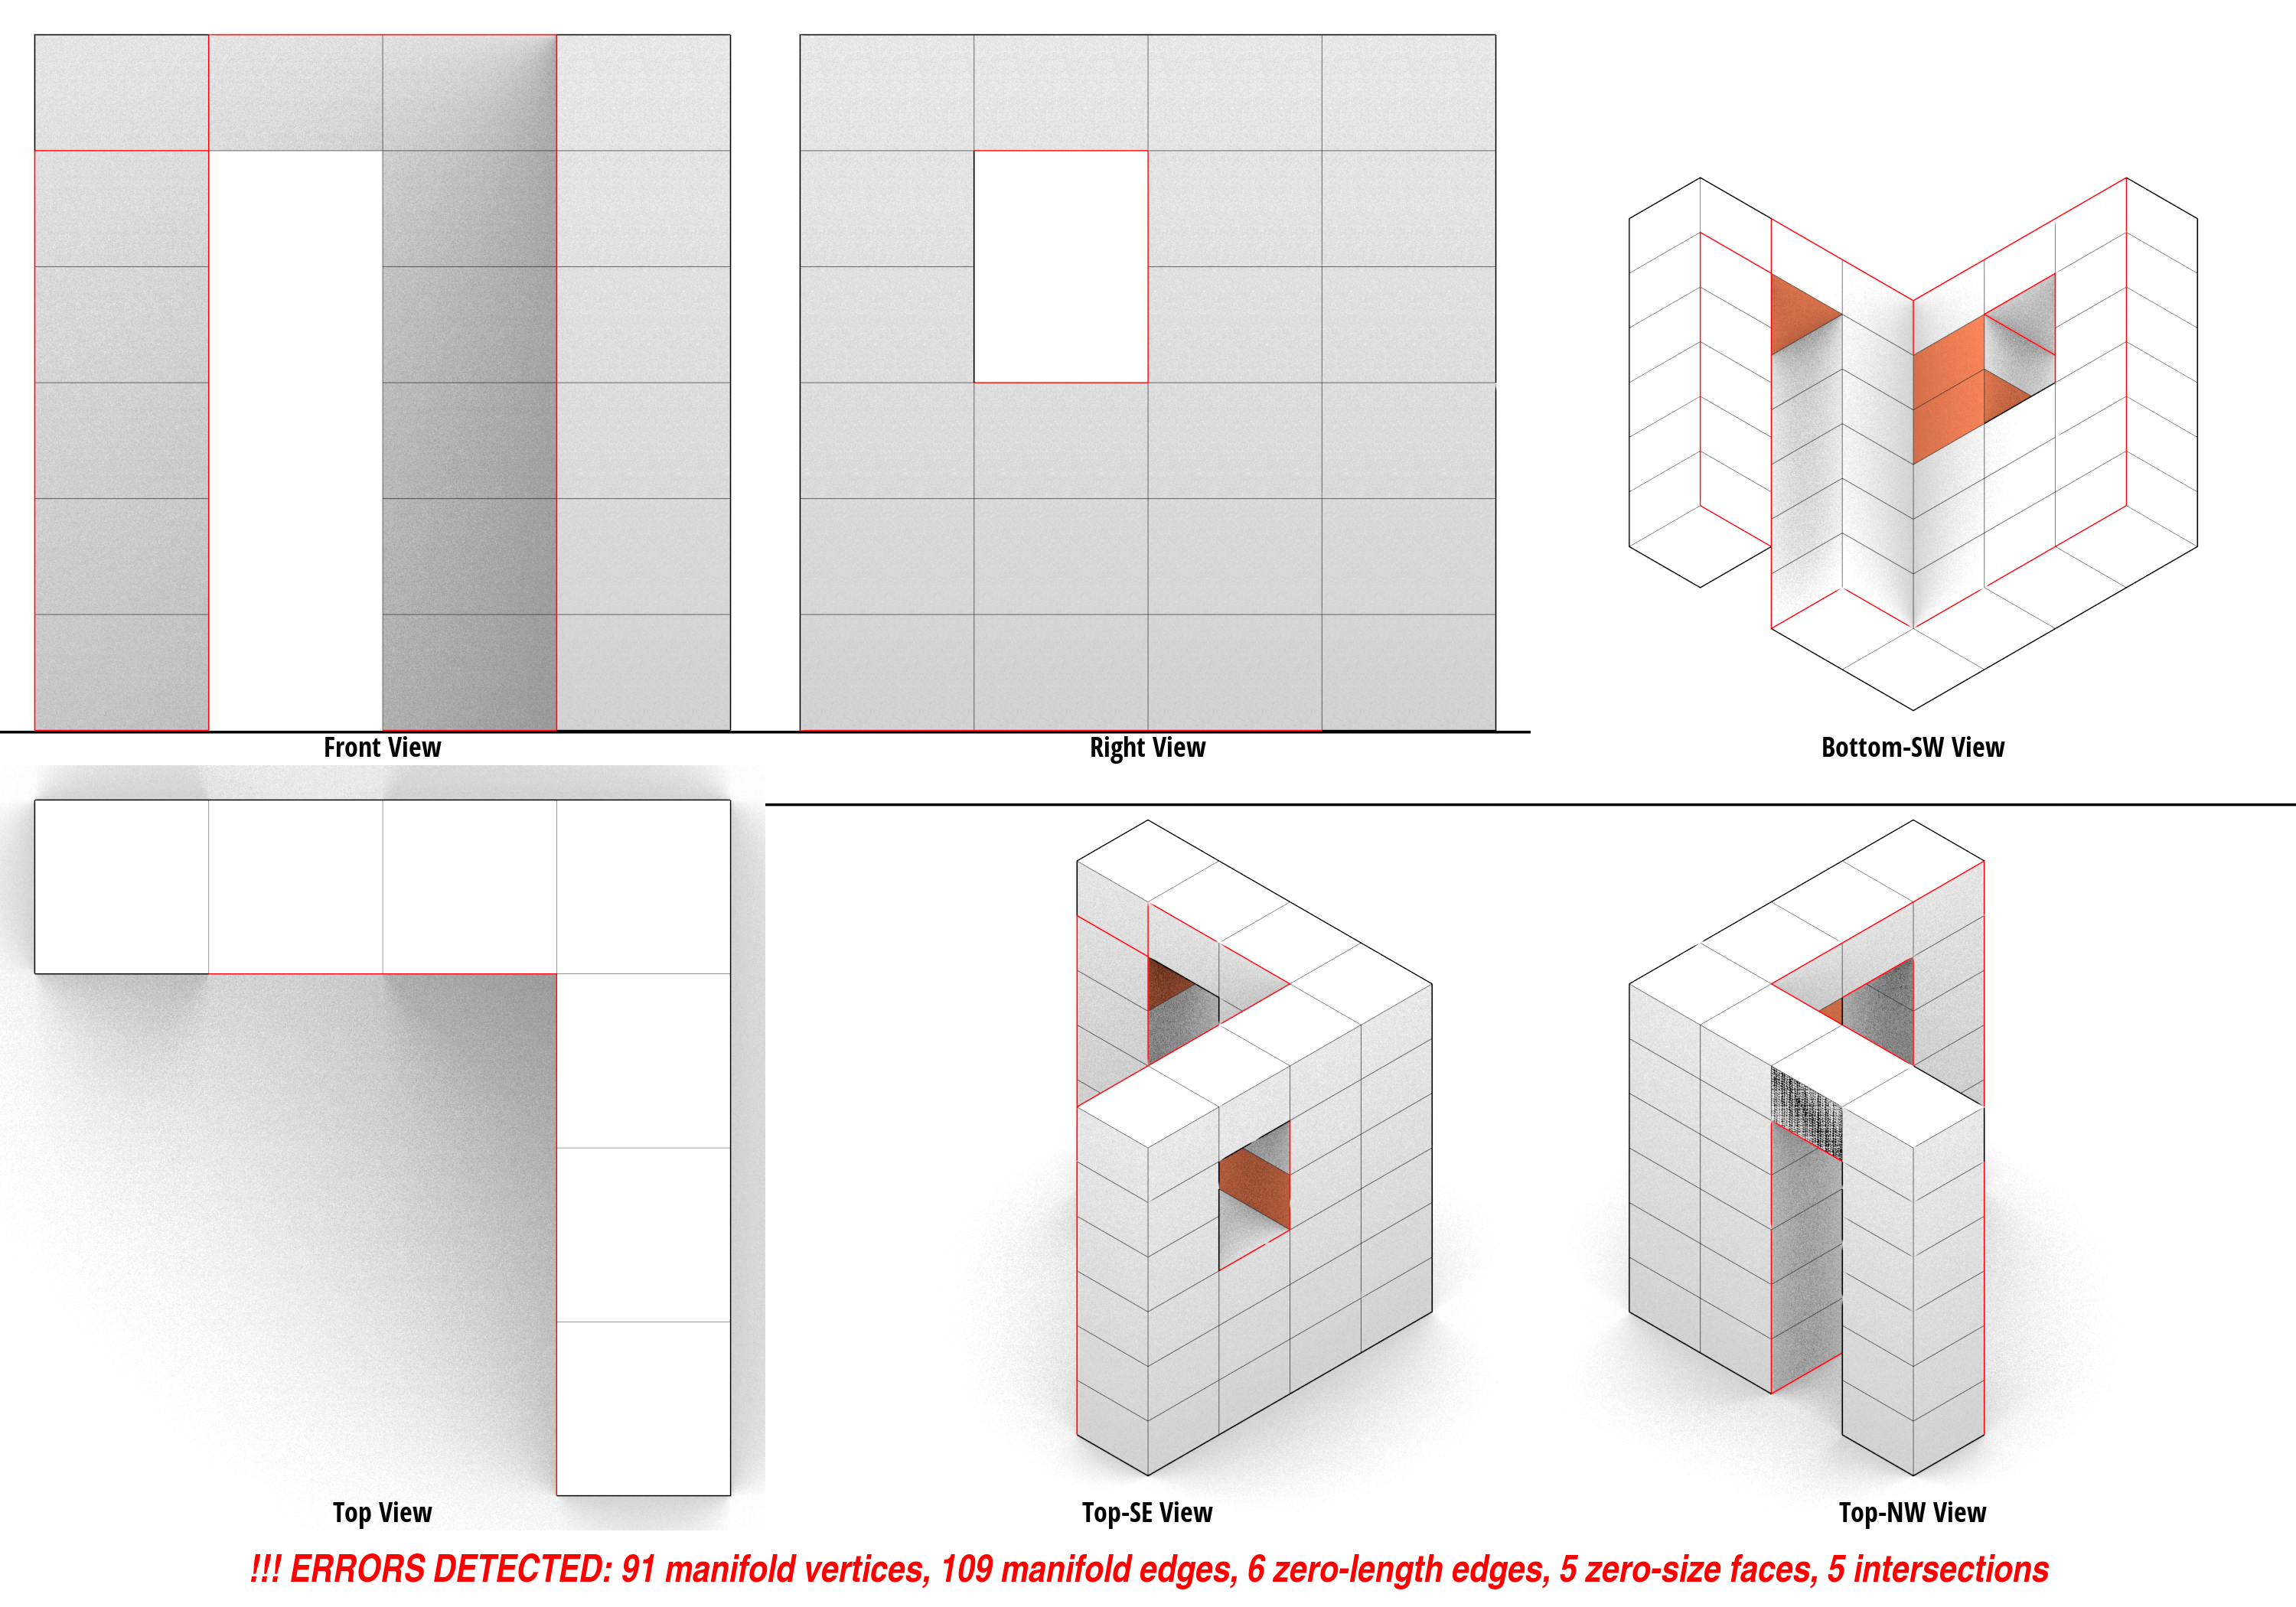 Front View
Right View
Bottom-SW View
Top View
Top-SE View
Top-NW View
!!! ERRORS DETECTED: 91 manifold vertices, 109 manifold edges, 6 zero-length edges, 5 zero-size faces, 5 intersections